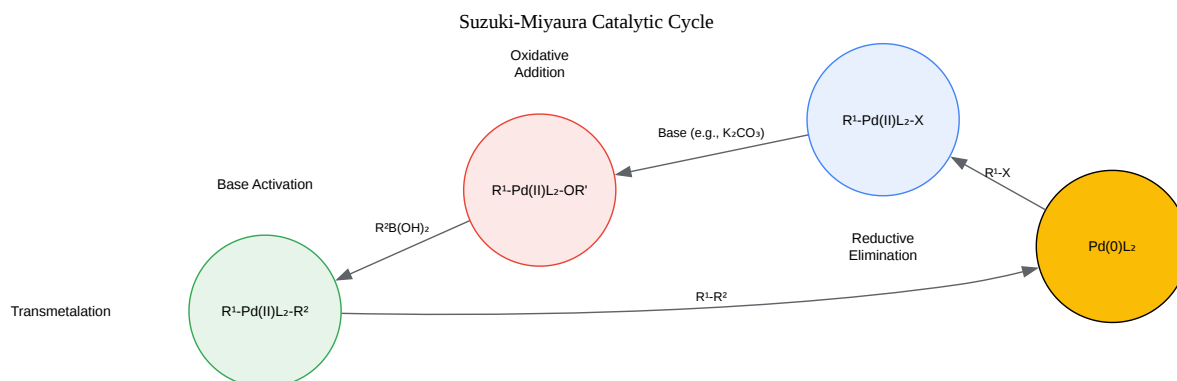 Suzuki-Miyaura Catalytic Cycle
Oxidative
Addition
R¹-Pd(II)L₂-X
Base (e.g., K₂CO₃)
R¹-X
Base Activation
R¹-Pd(II)L₂-OR'
R²B(OH)₂
Reductive
Elimination
Pd(0)L₂
R¹-R²
Transmetalation
R¹-Pd(II)L₂-R²